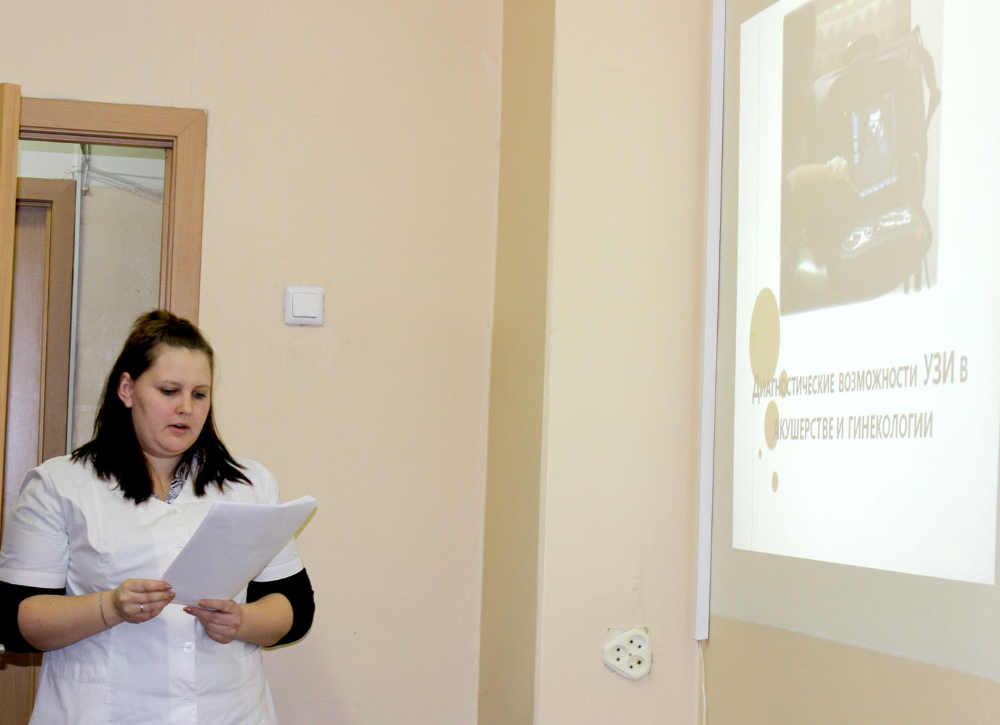 Диагностические возможности УЗИ в
акушерстве и гинекологии